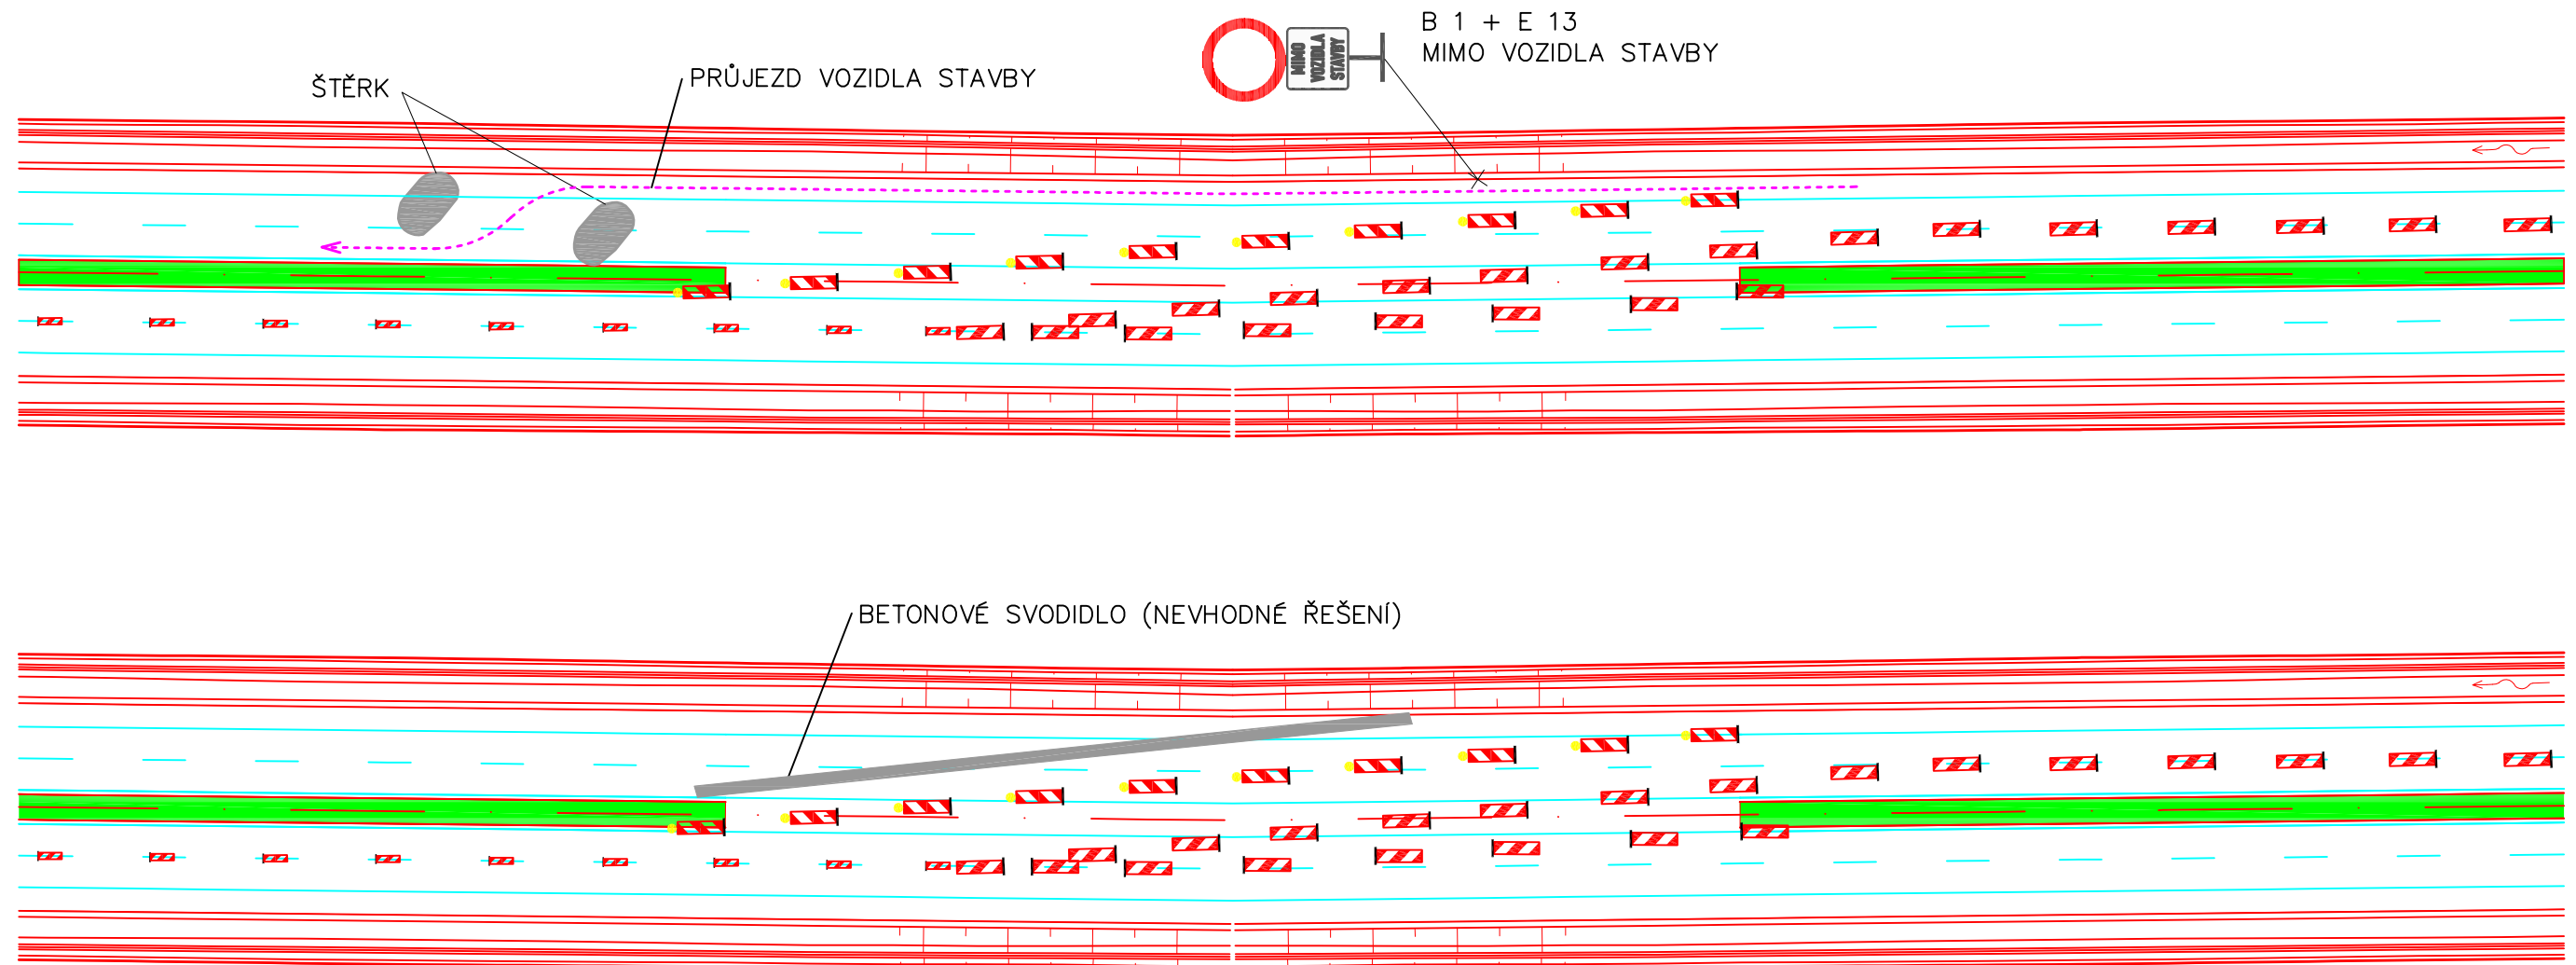 B 1 + E 13
MIMO VOZIDLA STAVBY
MIMO
VOZIDLA
STAVBY
ŠTĚRK
PRŮJEZD VOZIDLA STAVBY
BETONOVÉ SVODIDLO (NEVHODNÉ ŘEŠENÍ)